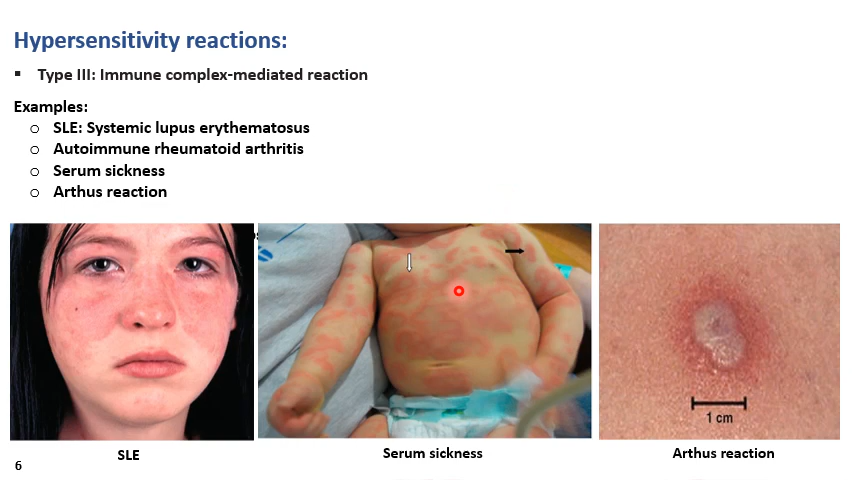 Hypersensitivity reactions:
▪ Type III: Immune complex-mediated reaction
Examples:
o SLE: Systemic lupus erythematosus
o Autoimmune rheumatoid arthritis
o Serum sickness
o Arthus reaction
1 cm
SLE
Serum sickness
Arthus reaction
6